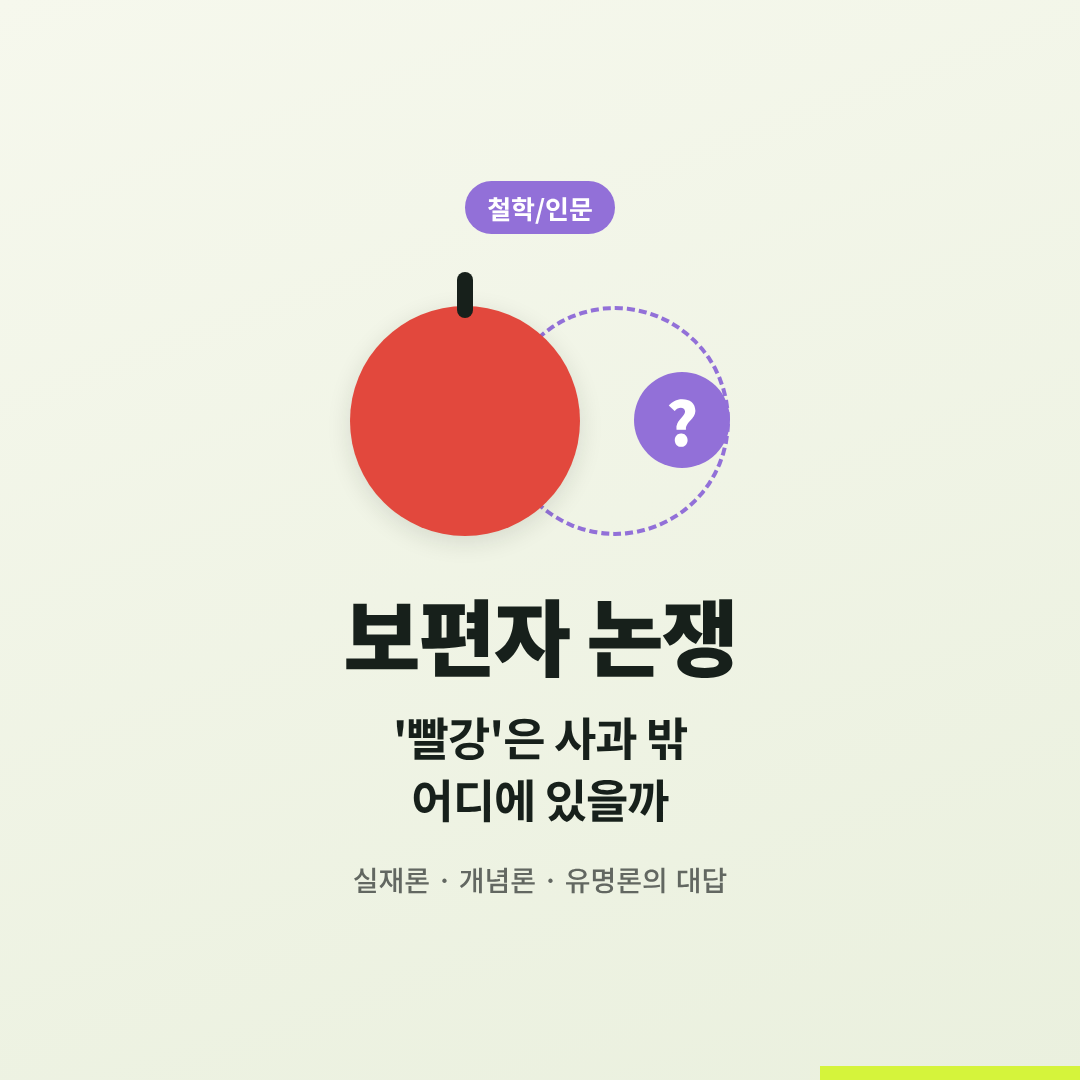 철학/인문
?
보편자 논쟁
'빨강'은 사과 밖
어디에 있을까
실재론 · 개념론 · 유명론의 대답